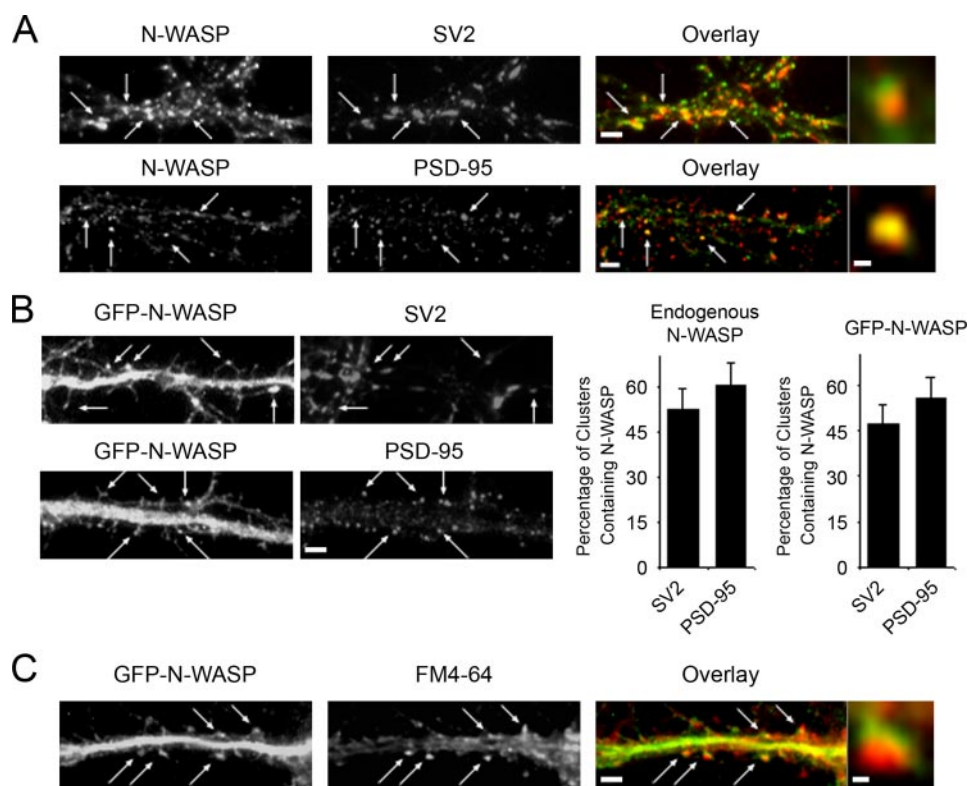 A
N-WASP SV2 Overlay
N-WASP PSD-95 Overlay
B
GFP-N-WASP SV2
GFP-N-WASP PSD-95
Endogenous
N-WASP
Percentage of Clusters
Containing N-WASP
60
45
30
15
0
SV2
PSD-95
GFP-N-WASP
Percentage of Clusters
Containing N-WASP
60
45
30
15
0
SV2
PSD-95
C
GFP-N-WASP FM4-64 Overlay